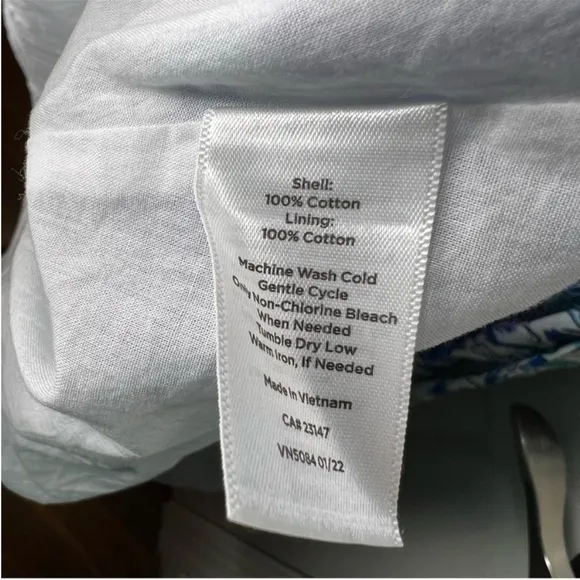 Shell:
100% Cotton
Lining:
100% Cotton
Machine Wash Cold
Gentle Cycle
Only Non-Chlorine Bleach
When Needed
Tumble Dry Low
Warm Iron, If Needed
Made in Vietnam
CA# 23147
VN5084 01/22